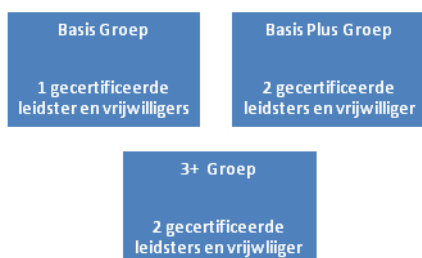 Basis Groep
1 gecertificeerde
leidster en vrijwilligers
Basis Plus Groep
2 gecertificeerde
leidsters en vrijwilliger
3+ Groep
2 gecertificeerde
leidsters en vrijwliiger